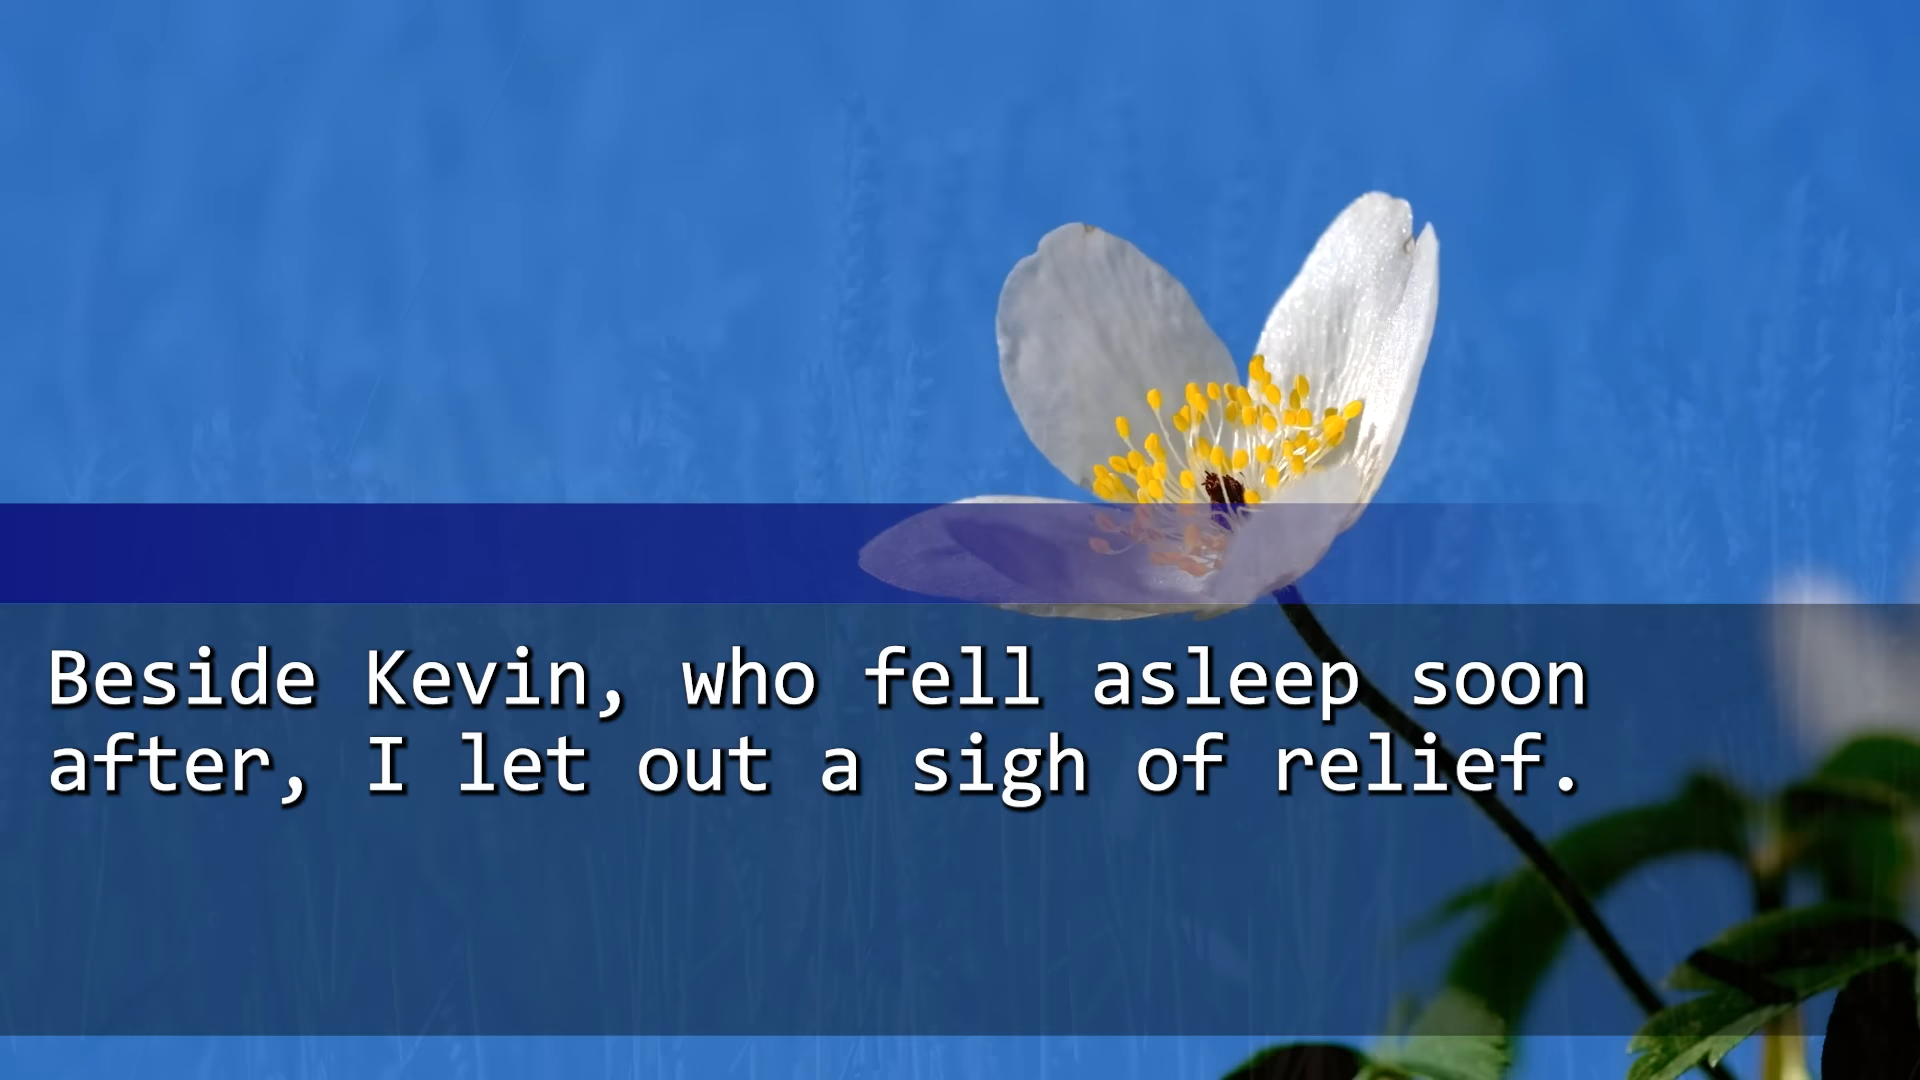 Beside Kevin, who fell asleep soon
after, I let out a sigh of relief.